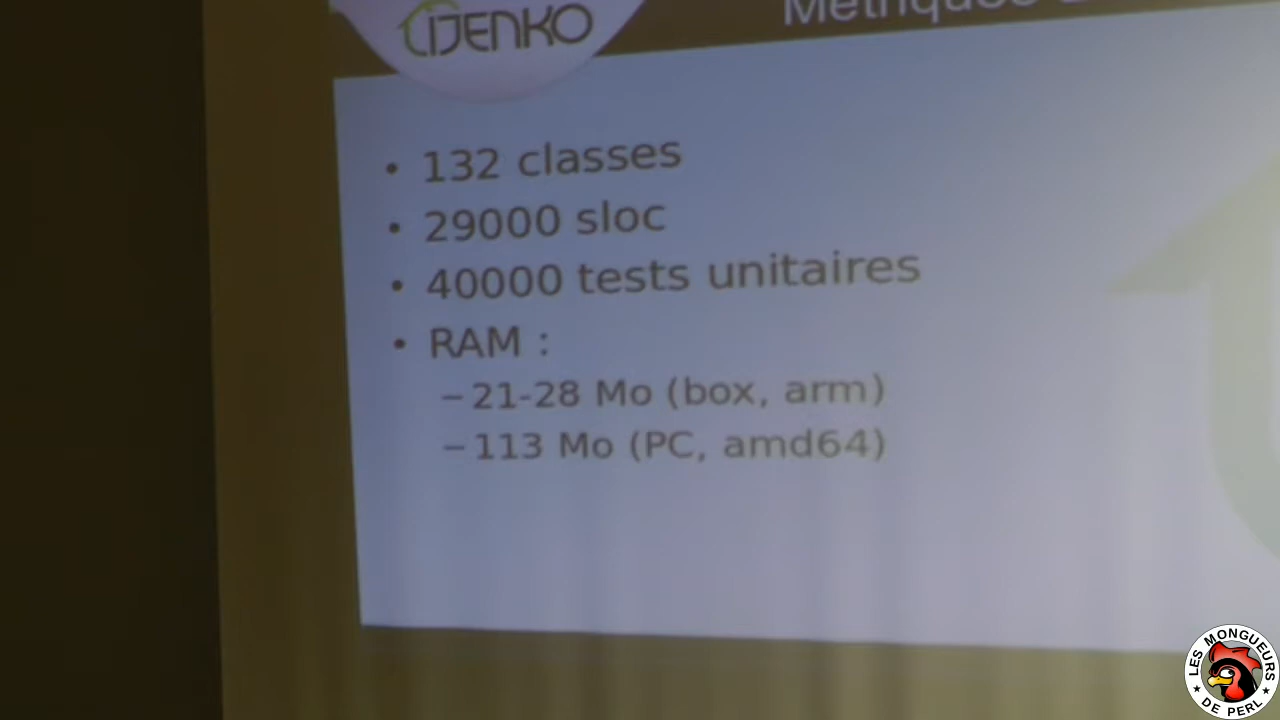 IJENKO
Métriques
• 132 classes
• 29000 sloc
• 40000 tests unitaires
• RAM :
– 21-28 Mo (box, arm)
– 113 Mo (PC, amd64)
LES MONGUEURS
★ DE PERL ★